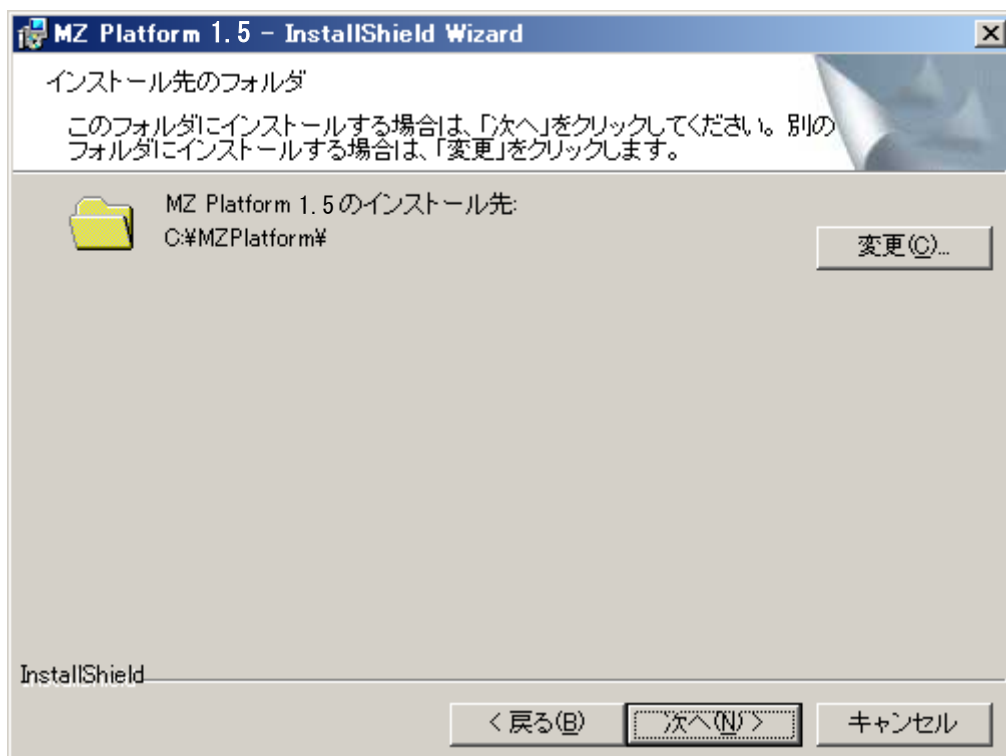 MZ Platform 1.5 - InstallShield Wizard
インストール先のフォルダ
このフォルダにインストールする場合は、「次へ」をクリックしてください。別の
フォルダにインストールする場合は、「変更」をクリックします。
MZ Platform 1.5のインストール先:
C:¥MZPlatform¥
変更(C)...
InstallShield
< 戻る(B)
次へ(N) >
キャンセル